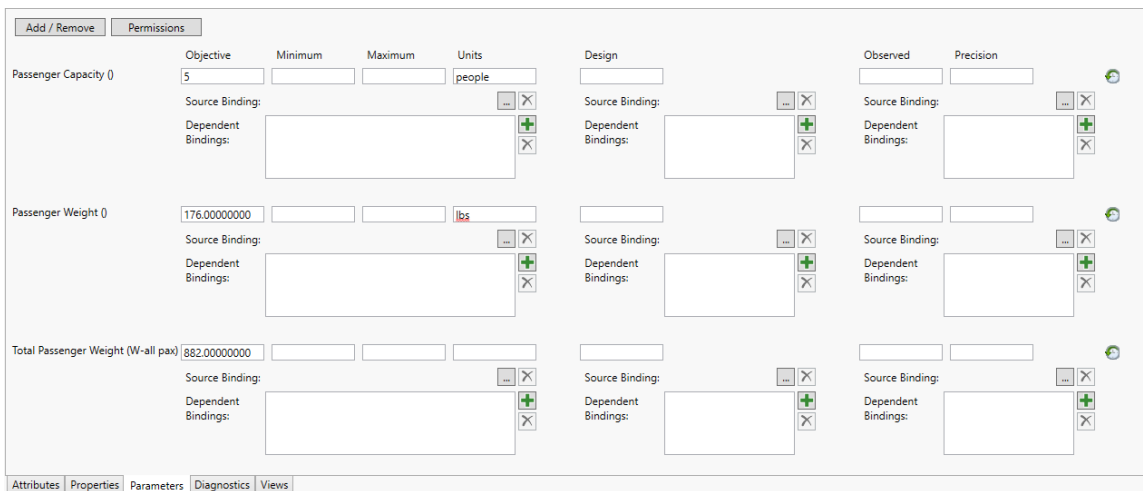 Add / Remove Permissions
Objective Minimum Maximum Units Design Observed Precision
Passenger Capacity () 5 people
Source Binding: ... Source Binding: ... Source Binding: ...
Dependent Dependent Dependent
Bindings: Bindings: Bindings:
Passenger Weight () 176.00000000 lbs
Source Binding: ... Source Binding: ... Source Binding: ...
Dependent Dependent Dependent
Bindings: Bindings: Bindings:
Total Passenger Weight (W-all pax) 882.00000000
Source Binding: ... Source Binding: ... Source Binding: ...
Dependent Dependent Dependent
Bindings: Bindings: Bindings:
Attributes Properties Parameters Diagnostics Views